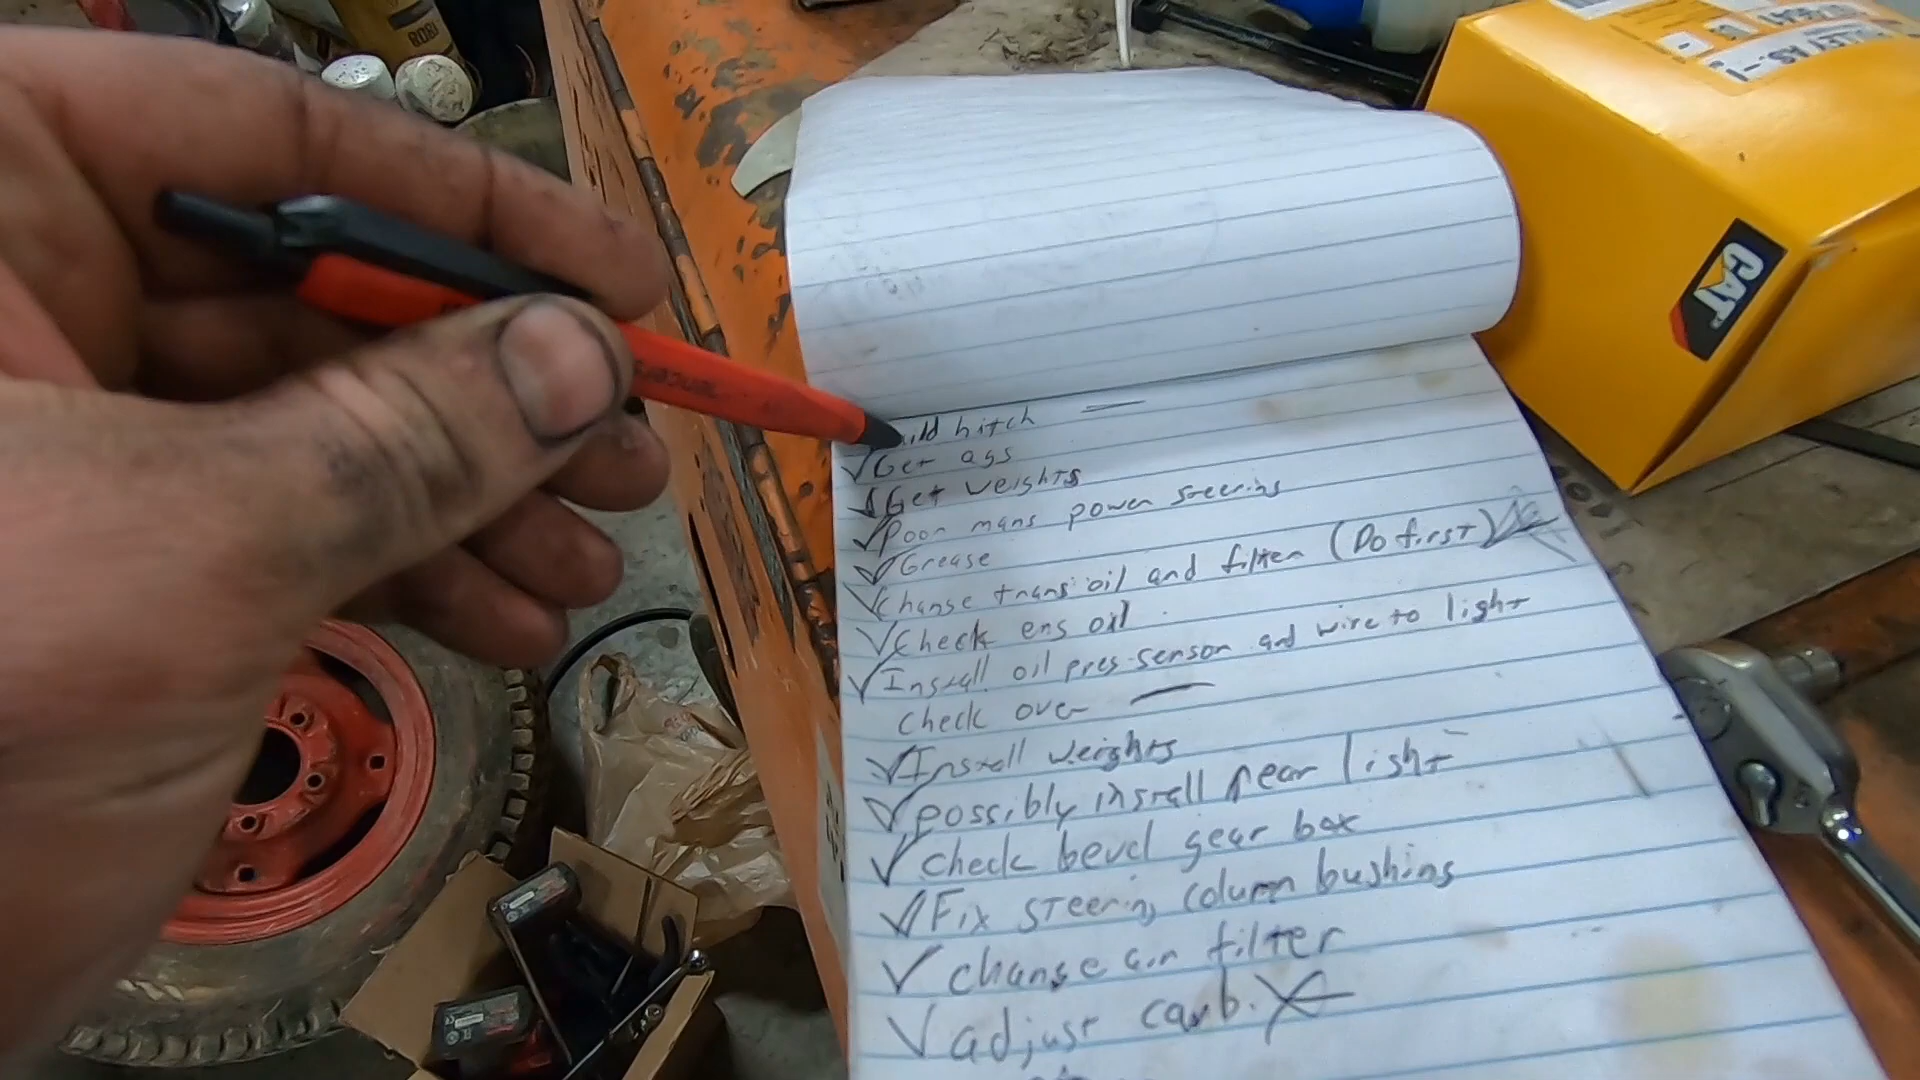 hitch —
✓ Get ags
✓ Get weights
✓ Poor mans power steering
✓ Grease
✓ Change trans oil and filter (Do first)
✓ Check eng oil
✓ Install oil pres. sensor and wire to light
check over —
✓ Install weights
✓ possibly install rear light
✓ check bevel gear box
✓ Fix steering column bushings
✓ change air filter
✓ adjust carb.
CAT